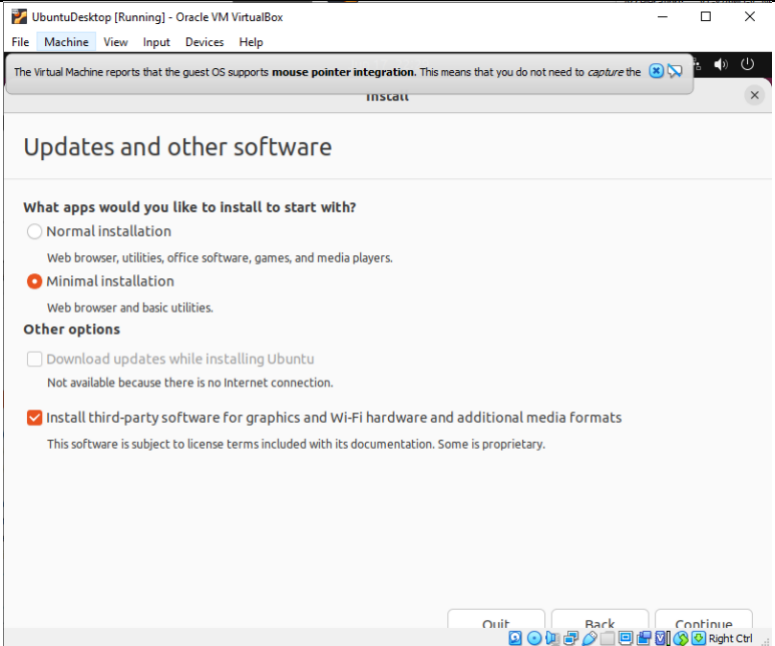 UbuntuDesktop [Running] - Oracle VM VirtualBox
File Machine View Input Devices Help
The Virtual Machine reports that the guest OS supports mouse pointer integration. This means that you do not need to capture the
Install
Updates and other software
What apps would you like to install to start with?
Normal installation
Web browser, utilities, office software, games, and media players.
Minimal installation
Web browser and basic utilities.
Other options
Download updates while installing Ubuntu
Not available because there is no Internet connection.
Install third-party software for graphics and Wi-Fi hardware and additional media formats
This software is subject to license terms included with its documentation. Some is proprietary.
Quit Back Continue
Right Ctrl